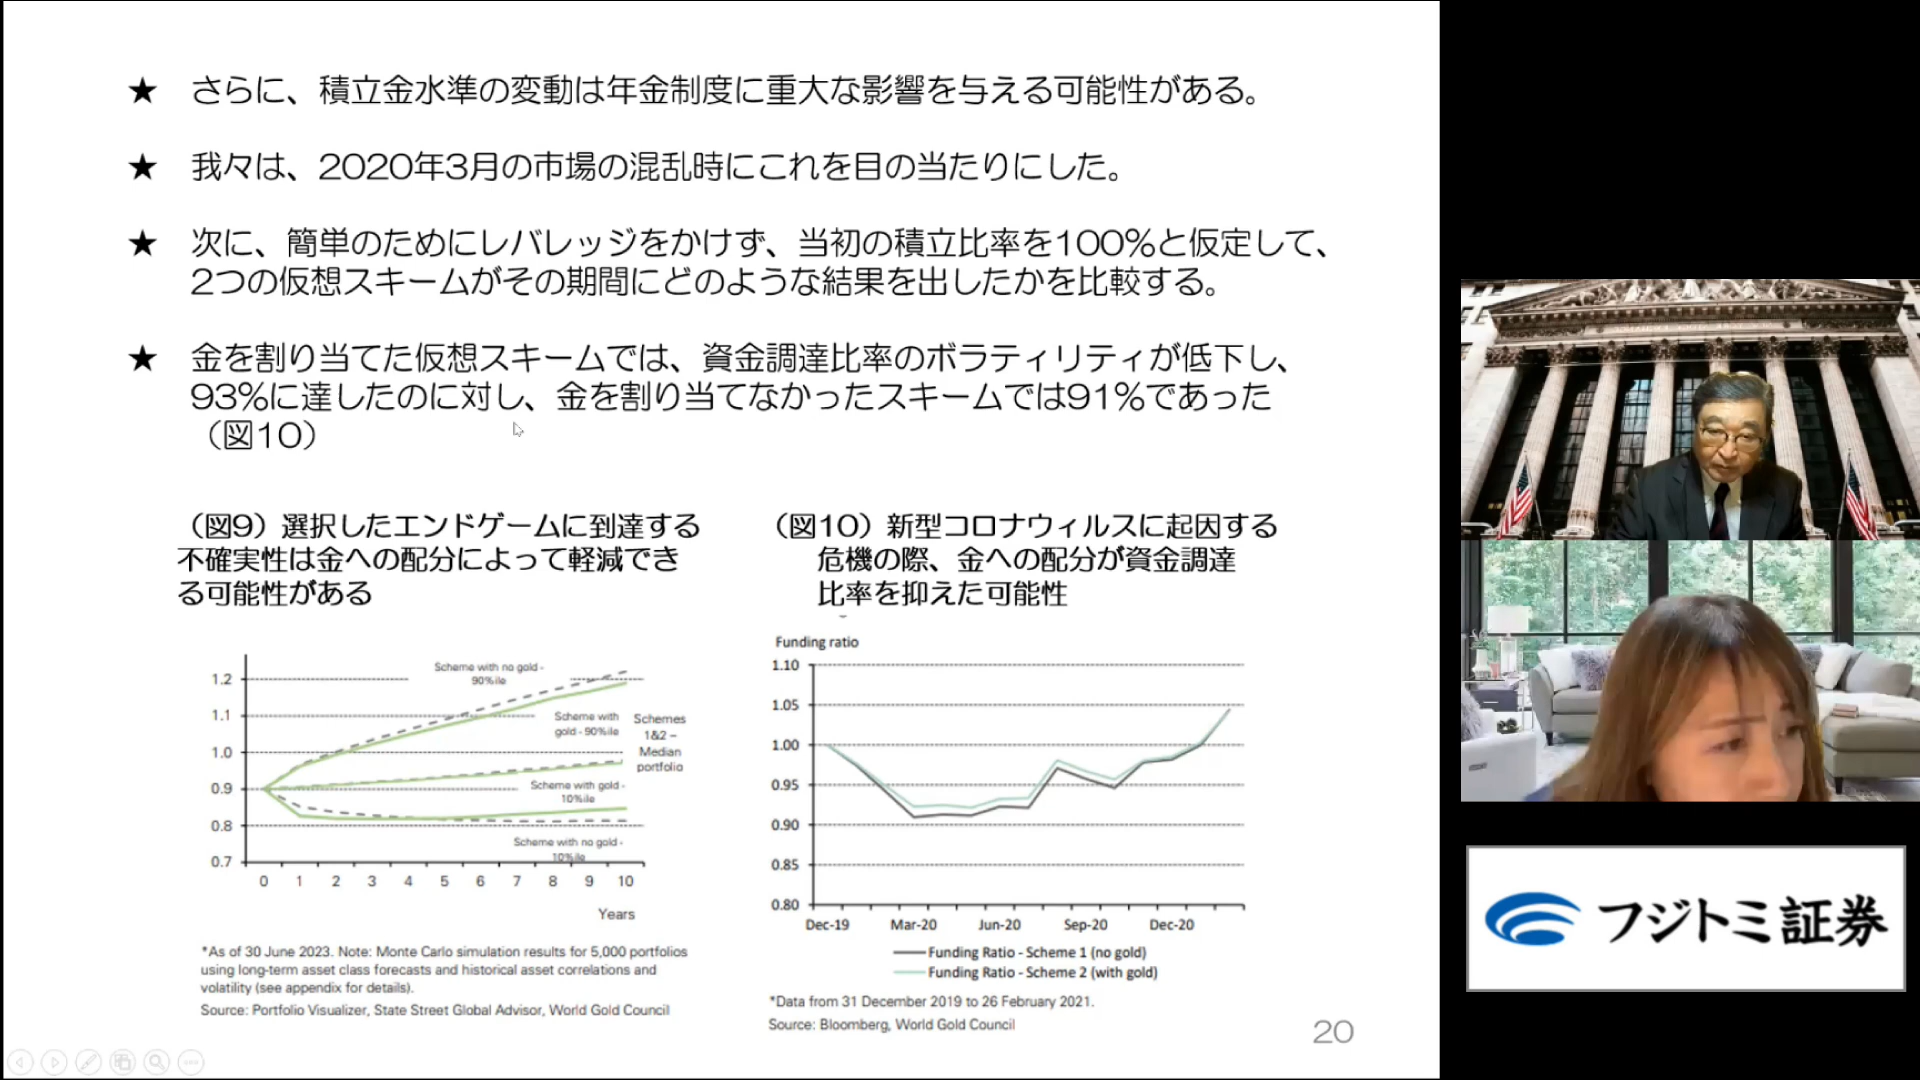 ★ さらに、積立金水準の変動は年金制度に重大な影響を与える可能性がある。
★ 我々は、2020年3月の市場の混乱時にこれを目の当たりにした。
★ 次に、簡単のためにレバレッジをかけず、当初の積立比率を100%と仮定して、
2つの仮想スキームがその期間にどのような結果を出したかを比較する。
★ 金を割り当てた仮想スキームでは、資金調達比率のボラティリティが低下し、
93%に達したのに対し、金を割り当てなかったスキームでは91%であった
（図10）
（図9）選択したエンドゲームに到達する
不確実性は金への配分によって軽減でき
る可能性がある
1.2
1.1
1.0
0.9
0.8
0.7
Scheme with no gold -
90%ile
Scheme with
gold - 90%ile
Schemes
1&2 –
Median
portfolio
Scheme with gold -
10%ile
Scheme with no gold -
10%ile
0 1 2 3 4 5 6 7 8 9 10
Years
*As of 30 June 2023. Note: Monte Carlo simulation results for 5,000 portfolios
using long-term asset class forecasts and historical asset correlations and
volatility (see appendix for details).
Source: Portfolio Visualizer, State Street Global Advisor, World Gold Council
（図10）新型コロナウィルスに起因する
危機の際、金への配分が資金調達
比率を抑えた可能性
Funding ratio
1.10
1.05
1.00
0.95
0.90
0.85
0.80
Dec-19 Mar-20 Jun-20 Sep-20 Dec-20
Funding Ratio - Scheme 1 (no gold)
Funding Ratio - Scheme 2 (with gold)
*Data from 31 December 2019 to 26 February 2021.
Source: Bloomberg, World Gold Council
20
フジトミ証券